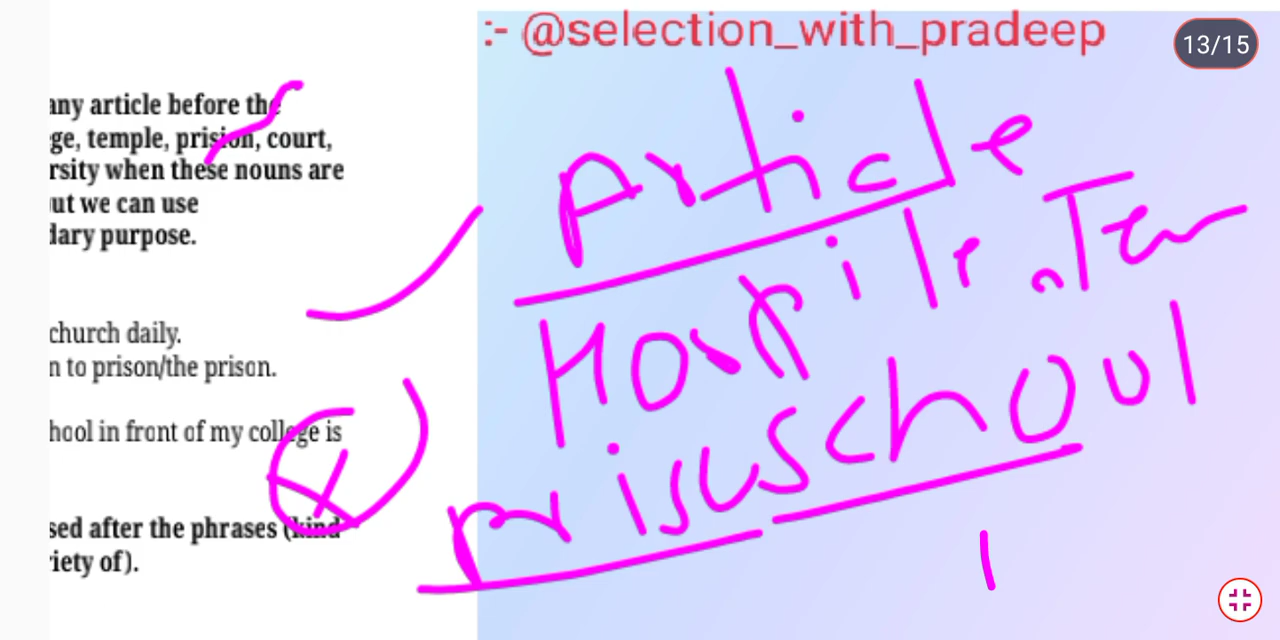 :- @selection_with_pradeep
13/15
any article before the
ge, temple, prision, court,
rsity when these nouns are
ut we can use
dary purpose.
church daily.
n to prison/the prison.
hool in front of my college is
sed after the phrases (kind
riety of).
Article
school